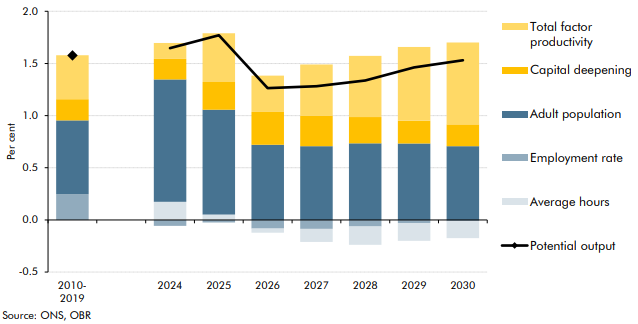 2.0
1.5
1.0
0.5
0.0
-0.5
Per cent
2010-
2019
2024
2025
2026
2027
2028
2029
2030
Total factor
productivity
Capital deepening
Adult population
Employment rate
Average hours
Potential output
Source: ONS, OBR